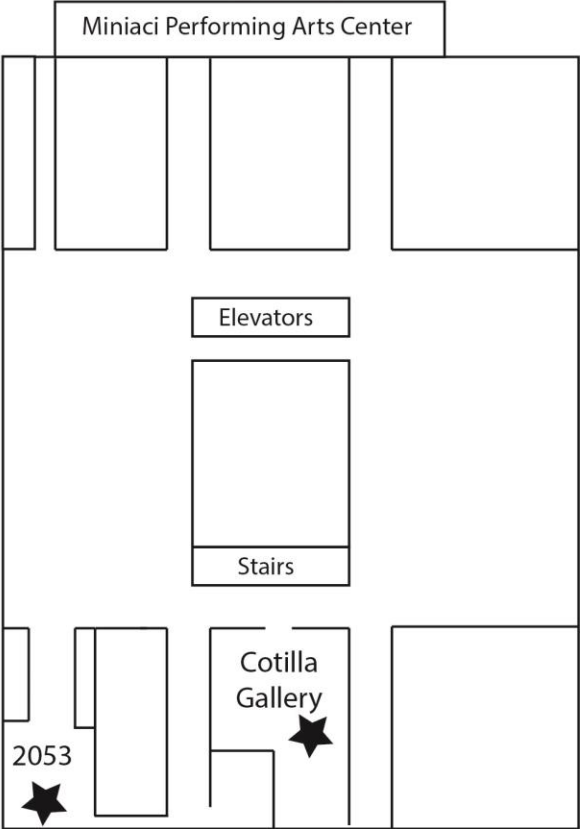 Miniaci Performing Arts Center
Elevators
Stairs
Cotilla
Gallery
2053